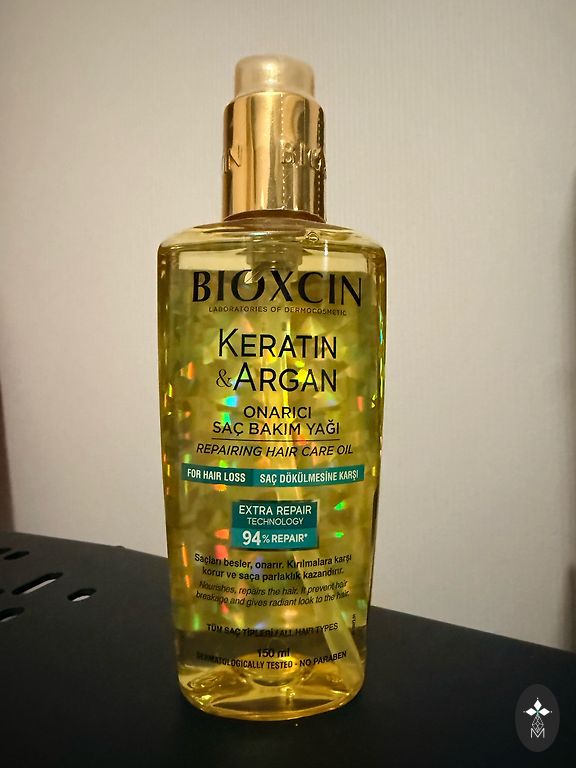 BIOXCIN
LABORATORIES OF DERMOCOSMETIC
KERATIN
&ARGAN
ONARICI
SAÇ BAKIM YAĞI
REPAIRING HAIR CARE OIL
FOR HAIR LOSS SAÇ DÖKÜLMESİNE KARŞI
EXTRA REPAIR
TECHNOLOGY
94% REPAIR*
Saçları besler, onarır. Kırılmalara karşı
korur ve saça parlaklık kazandırır.
Nourishes, repairs the hair. It prevent hair
breakage and gives radiant look to the hair.
TÜM SAÇ TİPLERİ / ALL HAIR TYPES
150 ml
DERMATOLOGICALLY TESTED - NO PARABEN
M